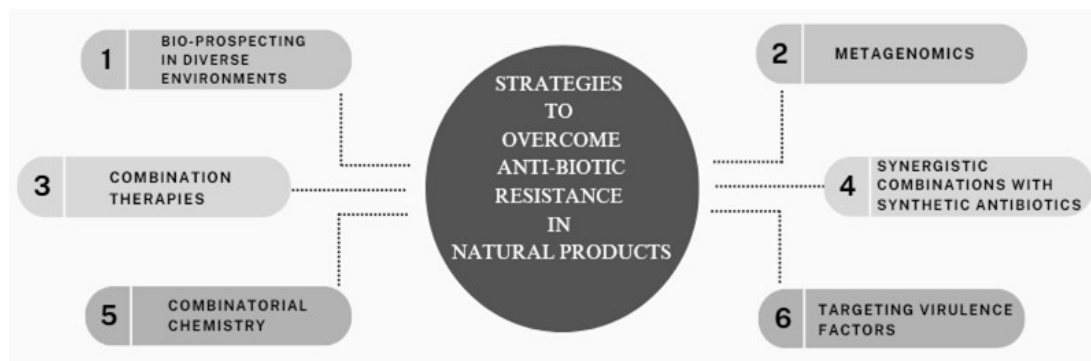 1
BIO-PROSPECTING
IN DIVERSE
ENVIRONMENTS
2
METAGENOMICS
STRATEGIES
TO
OVERCOME
ANTI-BIOTIC
RESISTANCE
IN
NATURAL PRODUCTS
3
COMBINATION
THERAPIES
4
SYNERGISTIC
COMBINATIONS WITH
SYNTHETIC ANTIBIOTICS
5
COMBINATORIAL
CHEMISTRY
6
TARGETING VIRULENCE
FACTORS